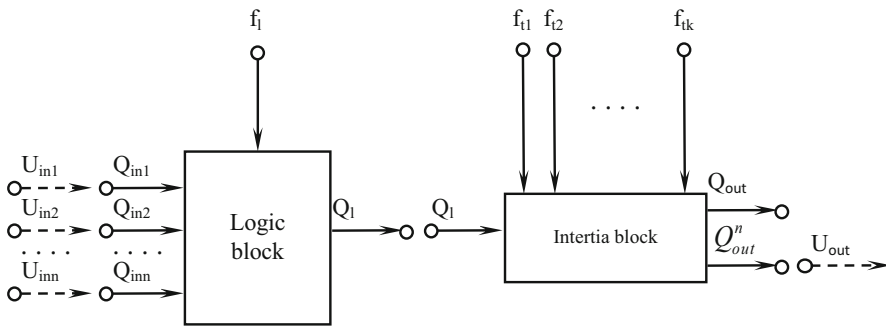 f_l f_t1 f_t2 f_tk
. . . .
U_in1 Q_in1
U_in2 Q_in2
. . . . . . . .
U_inn Q_inn
Logic
block
Q_l Q_l
Intertia block
Q_out
Q^n_out U_out